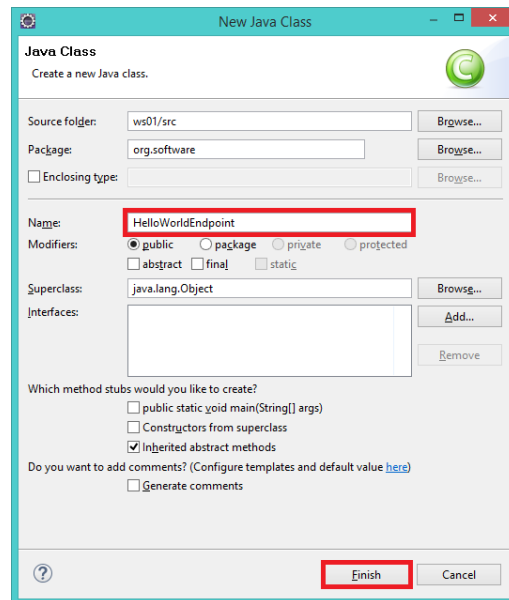 New Java Class
Java Class
Create a new Java class.
Source folder: ws01/src Browse...
Package: org.software Browse...
Enclosing type: Browse...
Name: HelloWorldEndpoint
Modifiers: public package private protected
abstract final static
Superclass: java.lang.Object Browse...
Interfaces: Add...
Remove
Which method stubs would you like to create?
public static void main(String[] args)
Constructors from superclass
Inherited abstract methods
Do you want to add comments? (Configure templates and default value here)
Generate comments
? Finish Cancel